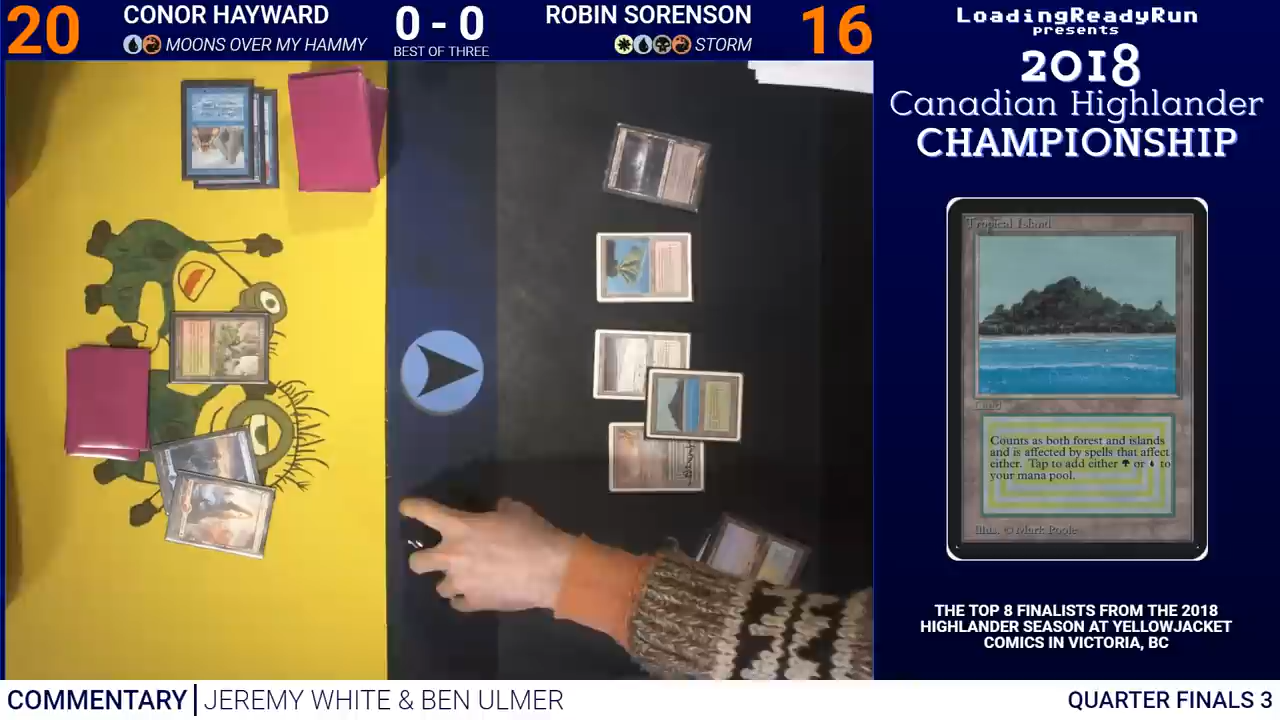 20
CONOR HAYWARD
MOONS OVER MY HAMMY
0 - 0
BEST OF THREE
ROBIN SORENSON
STORM
16
LoadingReadyRun
presents
2018
Canadian Highlander
CHAMPIONSHIP
Tropical Island
Land
Counts as both forest and islands
and is affected by spells that affect
either. Tap to add either or to
your mana pool.
Illus. © Mark Poole
THE TOP 8 FINALISTS FROM THE 2018
HIGHLANDER SEASON AT YELLOWJACKET
COMICS IN VICTORIA, BC
COMMENTARY JEREMY WHITE & BEN ULMER
QUARTER FINALS 3